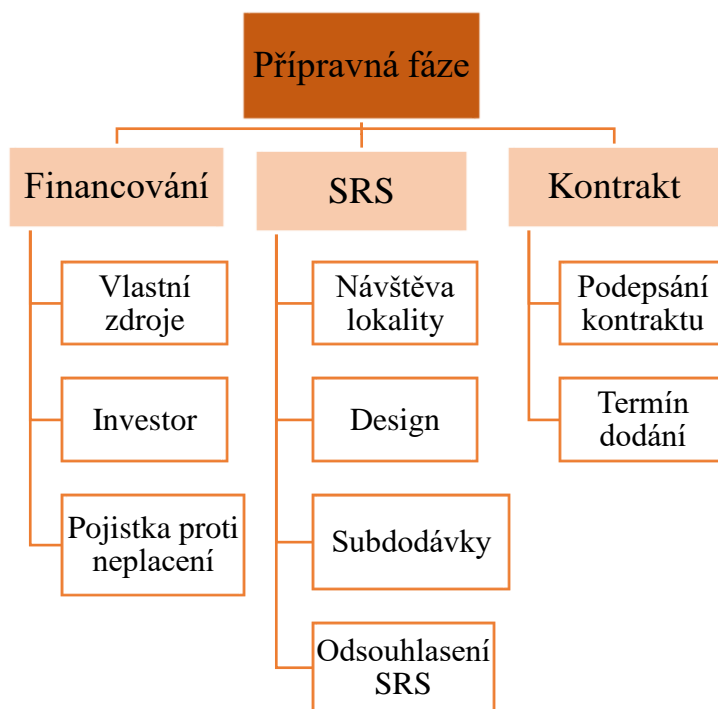 Přípravná fáze
Financování
Vlastní
zdroje
Investor
Pojistka proti
neplacení
SRS
Návštěva
lokality
Design
Subdodávky
Odsouhlasení
SRS
Kontrakt
Podepsání
kontraktu
Termín
dodání